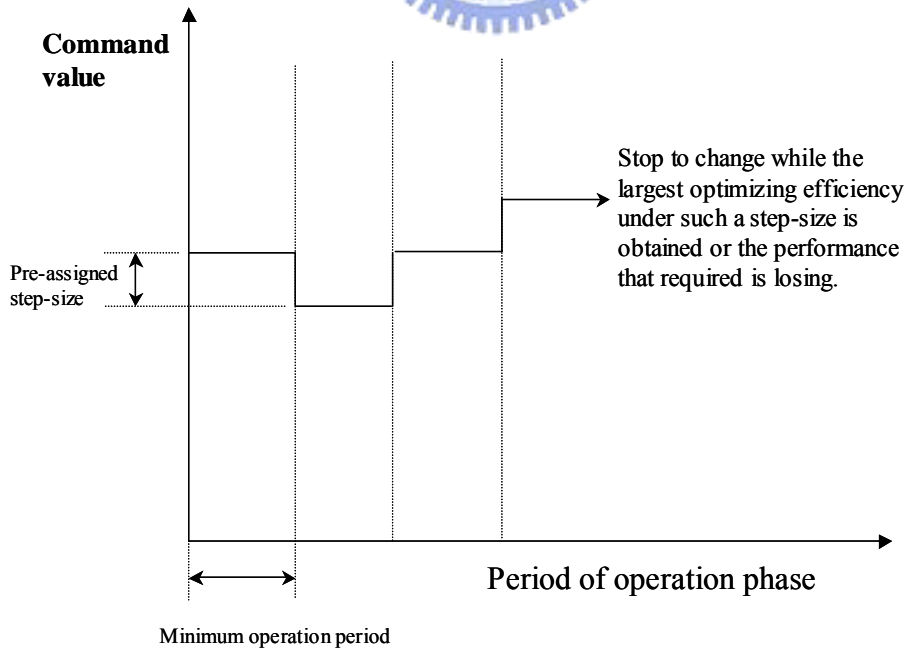 Command
value
Stop to change while the
largest optimizing efficiency
under such a step-size is
obtained or the performance
that required is losing.
Pre-assigned
step-size
Period of operation phase
Minimum operation period